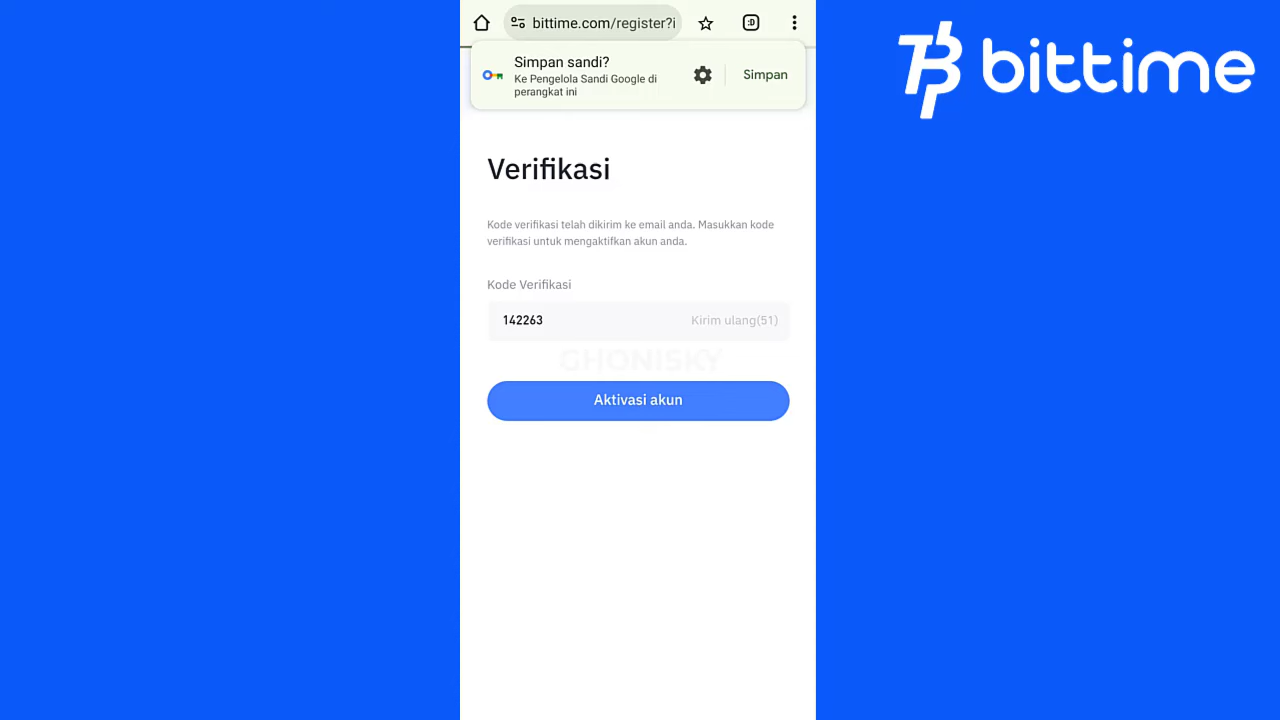 bittime.com/register?i
:D
Simpan sandi?
Ke Pengelola Sandi Google di
perangkat ini
Simpan
bittime
Verifikasi
Kode verifikasi telah dikirim ke email anda. Masukkan kode
verifikasi untuk mengaktifkan akun anda.
Kode Verifikasi
142263
Kirim ulang(51)
GHONISKY
Aktivasi akun